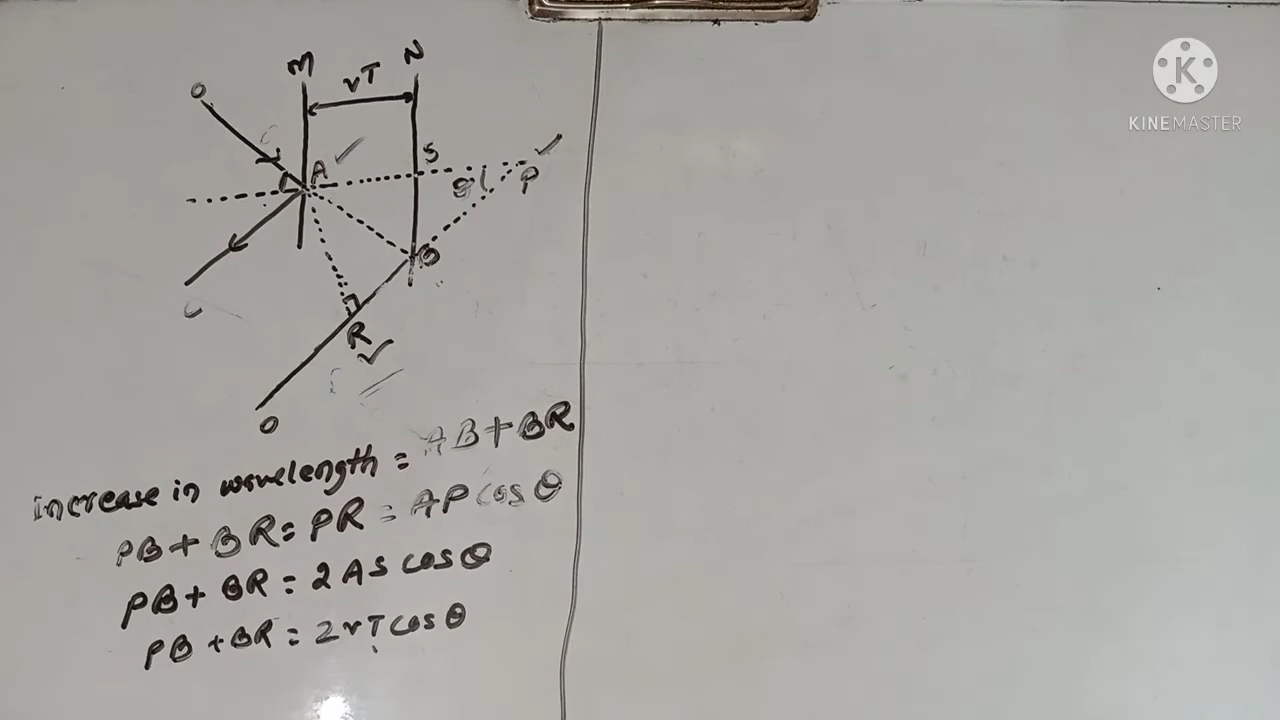 M
N
vT
O
A
S
P
B
R
O
increase in wavelength = AB + BR
PB + BR = PR = AP cos θ
PB + BR = 2 AS cos θ
PB + BR = 2vT cos θ
KINEMASTER